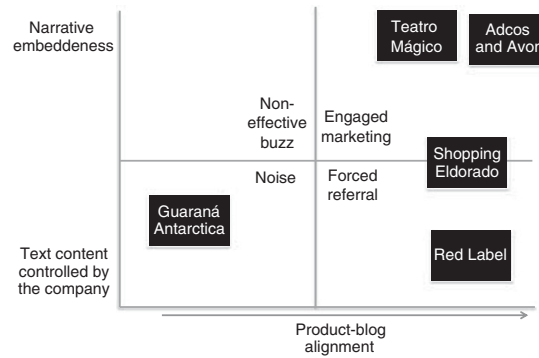 Narrative
embeddeness
Teatro
Mágico
Adcos
and Avon
Non-
effective
buzz
Engaged
marketing
Noise
Forced
referral
Shopping
Eldorado
Guaraná
Antarctica
Red Label
Text content
controlled by
the company
Product-blog
alignment